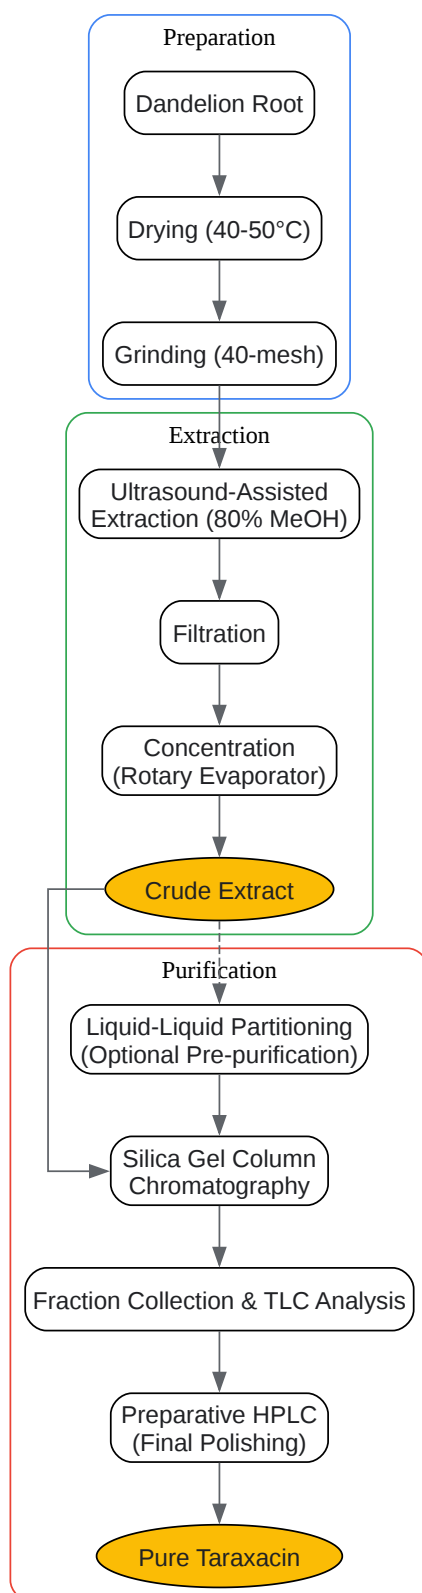 Preparation
Dandelion Root
Drying (40-50°C)
Grinding (40-mesh)
Extraction
Ultrasound-Assisted
Extraction (80% MeOH)
Filtration
Concentration
(Rotary Evaporator)
Crude Extract
Purification
Liquid-Liquid Partitioning
(Optional Pre-purification)
Silica Gel Column
Chromatography
Fraction Collection & TLC Analysis
Preparative HPLC
(Final Polishing)
Pure Taraxacin